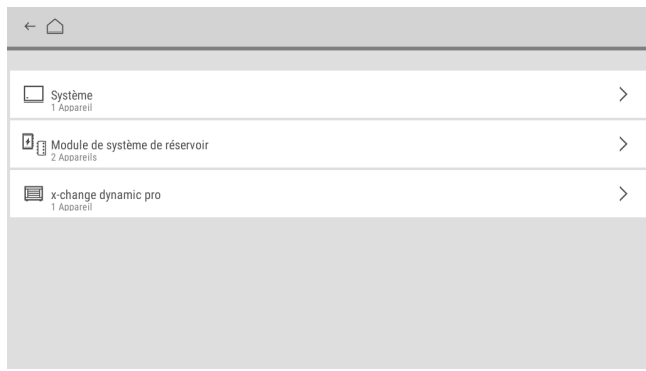 Système
1 Appareil
Module de système de réservoir
2 Appareils
x-change dynamic pro
1 Appareil